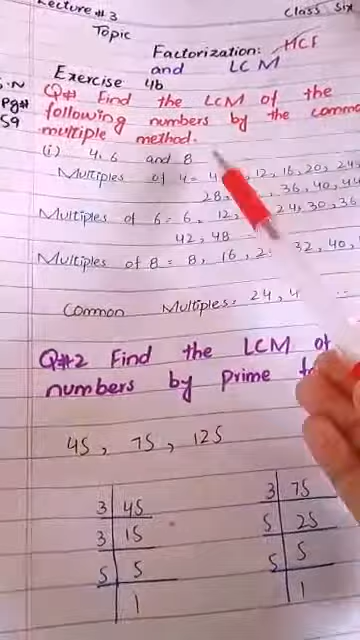 Lecture # 3
Class Six
Topic
Factorization: HCF
and LCM
Exercise 4b
Pg#
59
Q# Find the LCM of the
following numbers by the
multiple method.
(i) 4, 6 and 8
Multiples of 4 = 4, 12, 16, 20, 24
28, 36, 40, 44
Multiples of 6 = 6, 12, 24, 30, 36
42, 48
Multiples of 8 = 8, 16, 32, 40,
Common Multiples: 24,
Q#2 Find the LCM of
numbers by prime
45, 75, 125
3 45
3 15
5 5
1
3 75
5 25
5 5
1